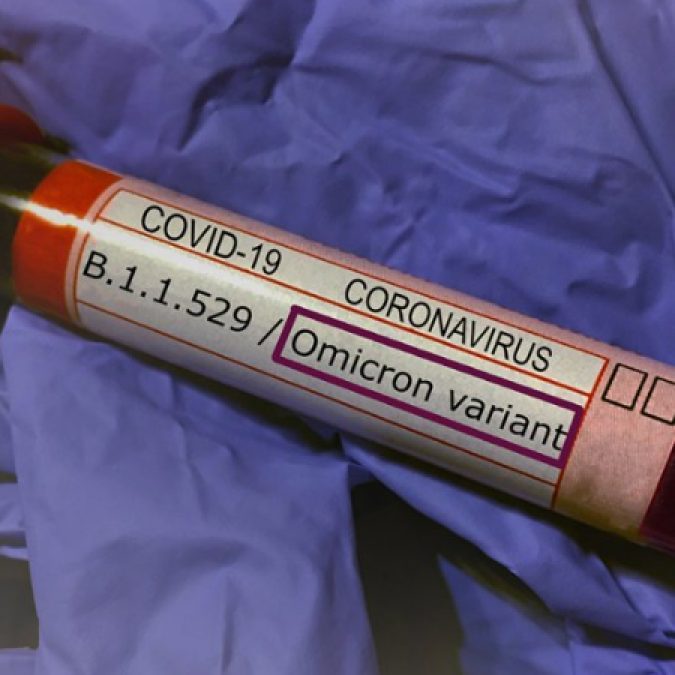 COVID-19 CORONAVIRUS
B.1.1.529 / Omicron variant